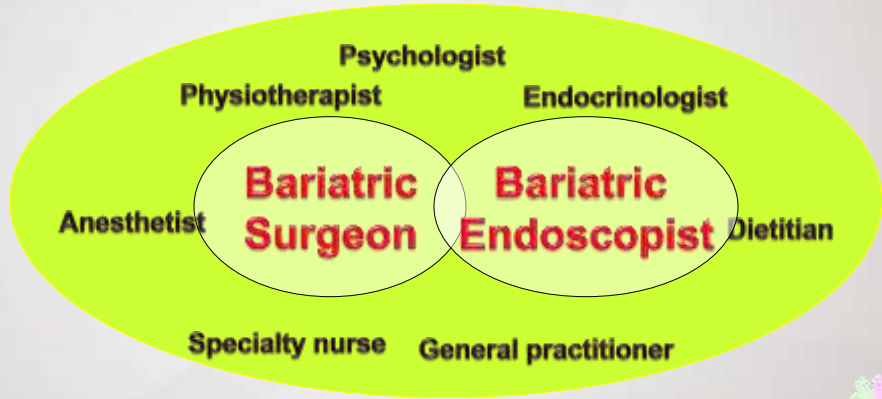 Psychologist
Physiotherapist
Endocrinologist
Bariatric
Surgeon
Bariatric
Endoscopist
Anesthetist
Dietitian
Specialty nurse
General practitioner